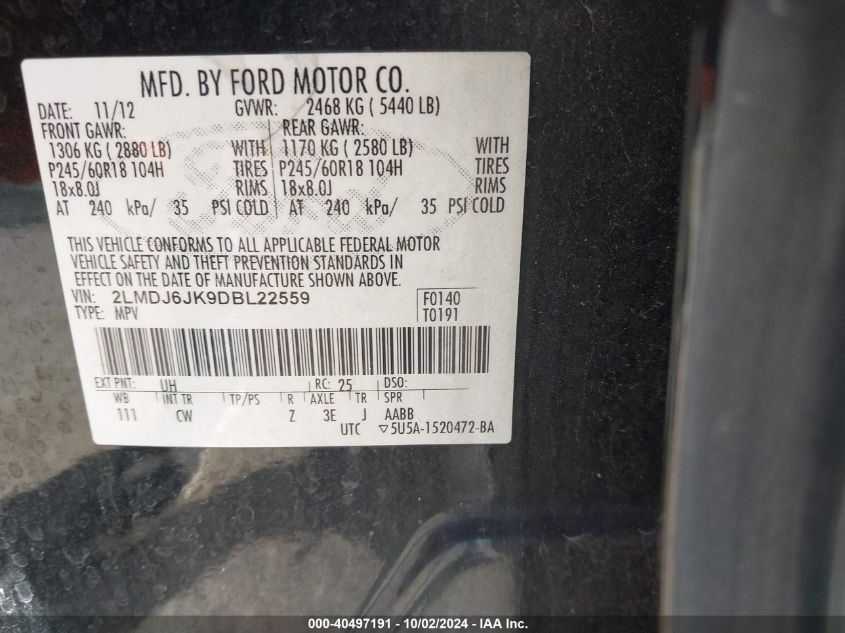 MFD. BY FORD MOTOR CO.
DATE: 11/12 GVWR: 2468 KG ( 5440 LB)
FRONT GAWR: REAR GAWR:
1306 KG ( 2880 LB) WITH 1170 KG ( 2580 LB) WITH
P245/60R18 104H TIRES P245/60R18 104H TIRES
18x8.0J RIMS 18x8.0J RIMS
AT 240 kPa/ 35 PSI COLD AT 240 kPa/ 35 PSI COLD
THIS VEHICLE CONFORMS TO ALL APPLICABLE FEDERAL MOTOR
VEHICLE SAFETY AND THEFT PREVENTION STANDARDS IN
EFFECT ON THE DATE OF MANUFACTURE SHOWN ABOVE.
VIN: 2LMDJ6JK9DBL22559 F0140
TYPE: MPV T0191
EXT PNT: UH RC: 25 DSO:
WB INT TR TP/PS R AXLE TR SPR
111 CW Z 3E J AABB
UTC ▽5U5A-1520472-BA
000-40497191 - 10/02/2024 - IAA Inc.